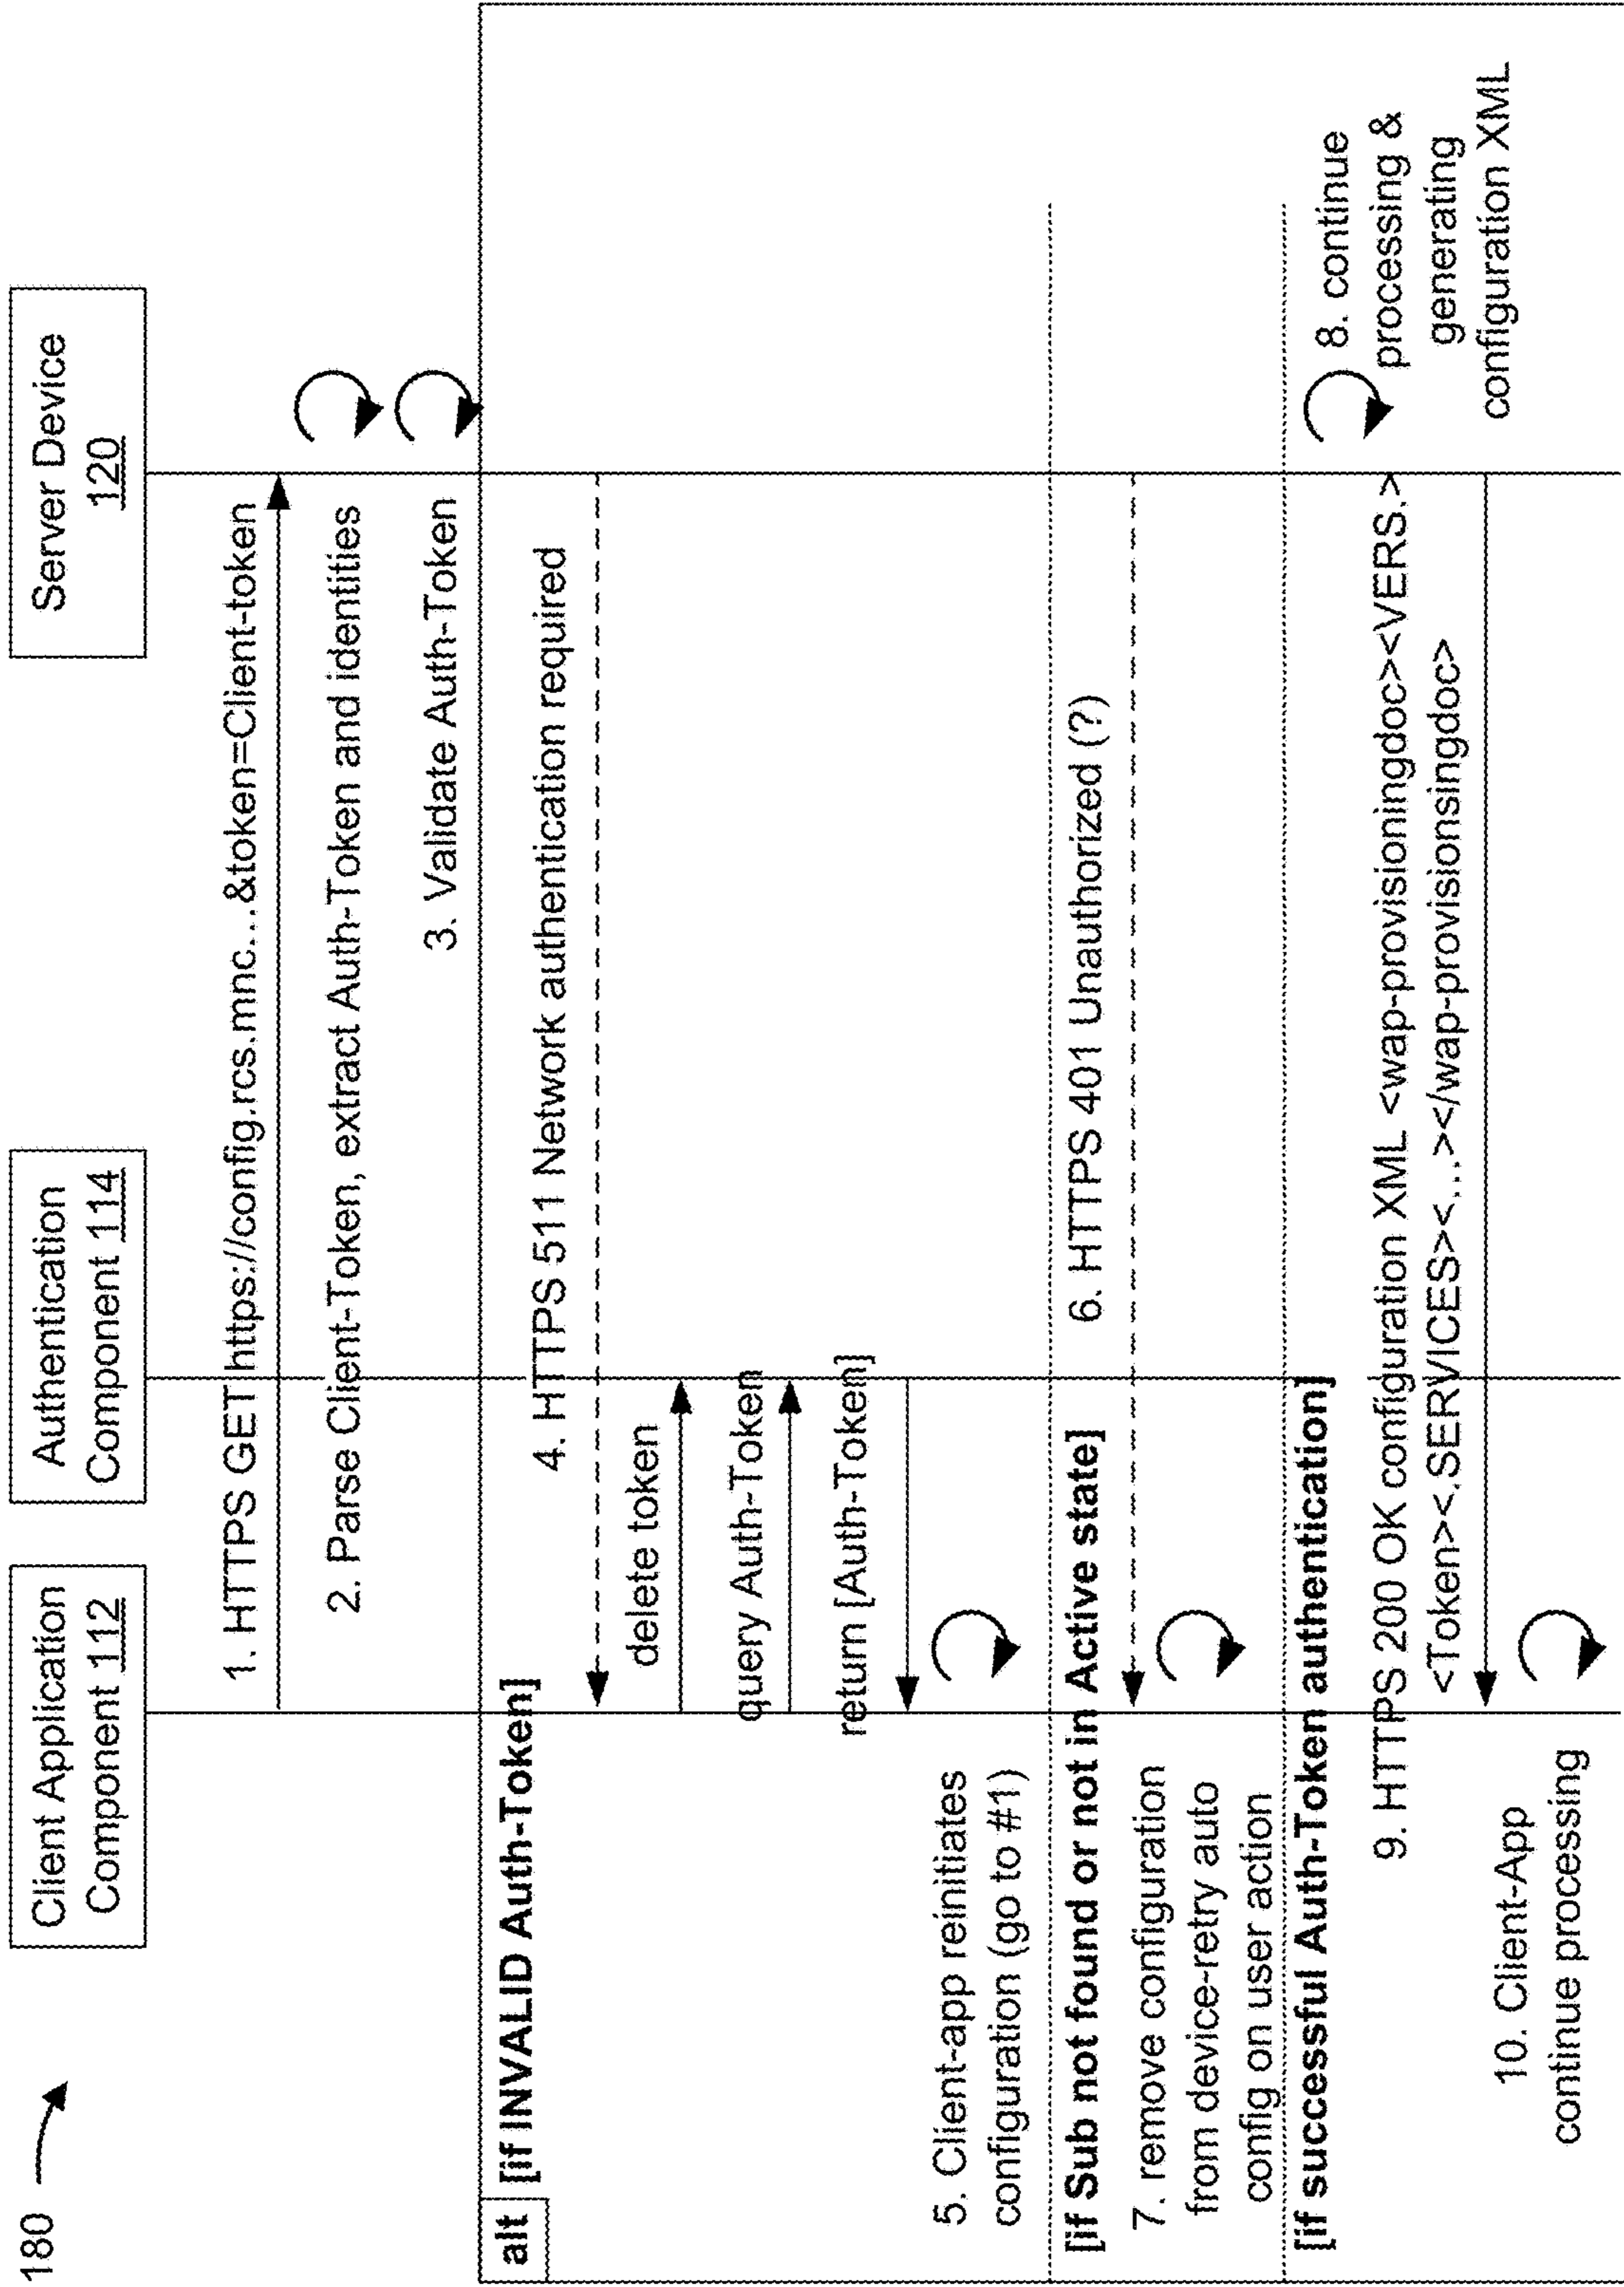 180
Client Application
Component 112
Authentication
Component 114
Server Device
120
1. HTTPS GET https://config.rcs.mnc...&token=Client-token
2. Parse Client-Token, extract Auth-Token and identities
3. Validate Auth-Token
alt [if INVALID Auth-Token]
4. HTTPS 511 Network authentication required
delete token
query Auth-Token
return [Auth-Token]
5. Client-app reinitiates
configuration (go to #1)
[if Sub not found or not in Active state]
6. HTTPS 401 Unauthorized (?)
7. remove configuration
from device-retry auto
config on user action
[if successful Auth-Token authentication]
8. continue
processing &
generating
configuration XML
9. HTTPS 200 OK configuration XML <wap-provisioningdoc><VERS.>
<Token><.SERVICES><...></wap-provisionsingdoc>
10. Client-App
continue processing